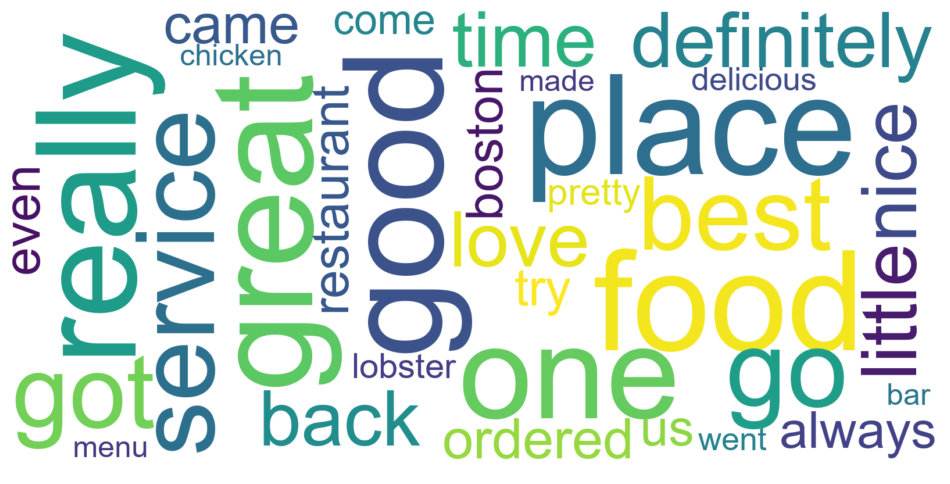 came
come
time
definitely
chicken
made
delicious
really
service
great
restaurant
good
boston
place
nice
even
pretty
best
love
food
try
little
lobster
one
go
got
back
ordered
us
went
always
bar
menu